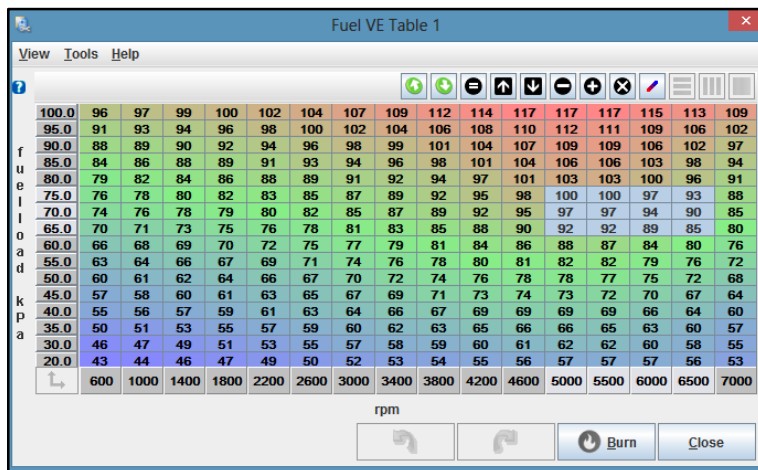 Fuel VE Table 1
View Tools Help
fuelload kPa
100.0 96 97 99 100 102 104 107 109 112 114 117 117 117 115 113 109
95.0 91 93 94 96 98 100 102 104 106 108 110 112 111 109 106 102
90.0 88 89 90 92 94 96 98 99 101 104 107 109 109 106 102 97
85.0 84 86 88 89 91 93 94 96 98 101 104 106 106 103 98 94
80.0 79 82 84 86 88 89 91 92 94 97 101 103 103 100 96 91
75.0 76 78 80 82 83 85 87 89 92 95 98 100 100 97 93 88
70.0 74 76 78 79 80 82 85 87 89 92 95 97 97 94 90 85
65.0 70 71 73 75 76 78 81 83 85 88 90 92 92 89 85 80
60.0 66 68 69 70 72 75 77 79 81 84 86 88 87 84 80 76
55.0 63 64 66 67 69 71 74 76 78 80 81 82 82 79 76 72
50.0 60 61 62 64 66 67 70 72 74 76 78 78 77 75 72 68
45.0 57 58 60 61 63 65 67 69 71 73 74 73 72 70 67 64
40.0 55 56 57 59 61 63 64 66 67 69 69 69 69 66 64 60
35.0 50 51 53 55 57 59 60 62 63 65 66 66 65 63 60 57
30.0 46 47 49 51 53 55 57 58 59 60 61 62 62 60 58 55
20.0 43 44 46 47 49 50 52 53 54 55 56 57 57 57 56 53
600 1000 1400 1800 2200 2600 3000 3400 3800 4200 4600 5000 5500 6000 6500 7000
rpm
Burn Close